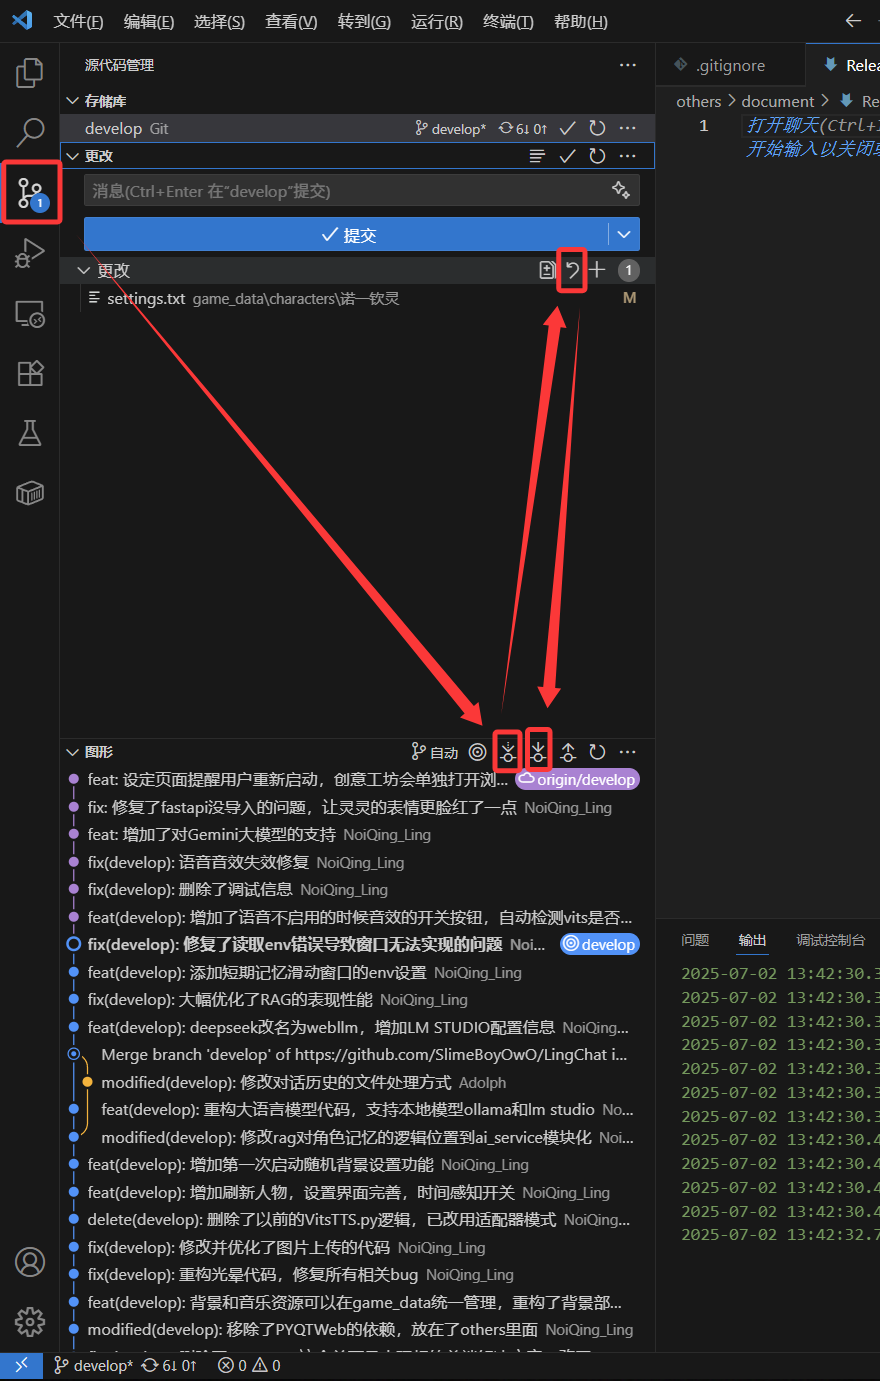 文件(F) 编辑(E) 选择(S) 查看(V) 转到(G) 运行(R) 终端(T) 帮助(H)
源代码管理
存储库
develop Git develop* 6↓ 0↑
更改
消息(Ctrl+Enter 在“develop”提交)
提交
更改 1
settings.txt game_data\characters\诺一钦灵 M
1
图形 自动
feat: 设定页面提醒用户重新启动，创意工坊会单独打开浏... origin/develop
fix: 修复了fastapi没导入的问题，让灵灵的表情更脸红了一点 NoiQing_Ling
feat: 增加了对Gemini大模型的支持 NoiQing_Ling
fix(develop): 语音音效失效修复 NoiQing_Ling
fix(develop): 删除了调试信息 NoiQing_Ling
feat(develop): 增加了语音不启用的时候音效的开关按钮，自动检测vits是否...
fix(develop): 修复了读取env错误导致窗口无法实现的问题 Noi... develop
feat(develop): 添加短期记忆滑动窗口的env设置 NoiQing_Ling
fix(develop): 大幅优化了RAG的表现性能 NoiQing_Ling
feat(develop): deepseek改名为webllm，增加LM STUDIO配置信息 NoiQing...
Merge branch 'develop' of https://github.com/SlimeBoyOwO/LingChat i...
modified(develop): 修改对话历史的文件处理方式 Adolph
feat(develop): 重构大语言模型代码，支持本地模型ollama和lm studio No...
modified(develop): 修改rag对角色记忆的逻辑位置到ai_service模块化 Noi...
feat(develop): 增加第一次启动随机背景设置功能 NoiQing_Ling
feat(develop): 增加刷新人物，设置界面完善，时间感知开关 NoiQing_Ling
delete(develop): 删除了以前的VitsTTS.py逻辑，已改用适配器模式 NoiQing...
fix(develop): 修改并优化了图片上传的代码 NoiQing_Ling
fix(develop): 重构光晕代码，修复所有相关bug NoiQing_Ling
feat(develop): 背景和音乐资源可以在game_data统一管理，重构了背景部...
modified(develop): 移除了PYQTWeb的依赖，放在了others里面 NoiQing_Ling
develop* 6↓ 0↑ 0 0
.gitignore Relea
others > document > Re
1 打开聊天(Ctrl+
开始输入以关闭
问题 输出 调试控制台
2025-07-02 13:42:30.3
2025-07-02 13:42:30.3
2025-07-02 13:42:30.3
2025-07-02 13:42:30.3
2025-07-02 13:42:30.3
2025-07-02 13:42:30.3
2025-07-02 13:42:30.3
2025-07-02 13:42:30.4
2025-07-02 13:42:30.4
2025-07-02 13:42:30.4
2025-07-02 13:42:30.4
2025-07-02 13:42:32.7